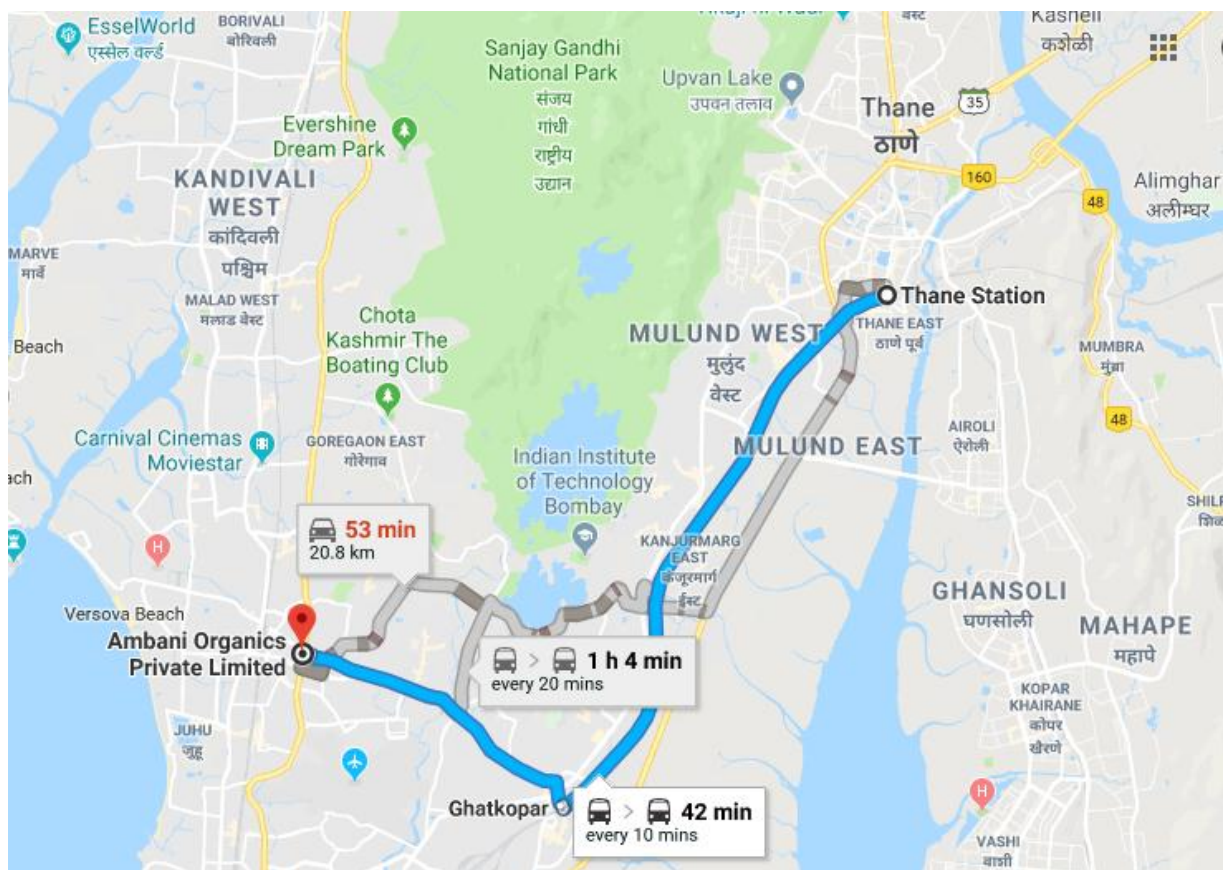 EsselWorld
एस्सेल वर्ल्ड
BORIVALI
बोरिवली
Sanjay Gandhi
National Park
संजय
गांधी
राष्ट्रीय
उद्यान
Upvan Lake
उपवन तलाव
Kasheli
कशेळी
Thane
ठाणे
35
160
48
Alimghar
अलीम्घर
Evershine
Dream Park
KANDIVALI
WEST
कांदिवली
पश्चिम
MARVE
मार्वे
MALAD WEST
मलाड वेस्ट
Beach
Chota
Kashmir The
Boating Club
Thane Station
THANE EAST
ठाणे पूर्व
MULUND WEST
मुलुंद
वेस्ट
MUMBRA
मुंब्रा
48
Carnival Cinemas
Moviestar
GOREGAON EAST
गोरेगाव
Indian Institute
of Technology
Bombay
MULUND EAST
AIROLI
ऐरोली
ach
53 min
20.8 km
KANJURMARG
EAST
कंजूरमार्ग
ईस्ट
GHANSOLI
घणसोली
MAHAPE
महापे
H
Versova Beach
Ambani Organics
Private Limited
1 h 4 min
every 20 mins
KOPAR
KHAIRANE
कोपर
खैरणे
JUHU
जुहू
Ghatkopar
42 min
every 10 mins
H
VASHI
वाशी